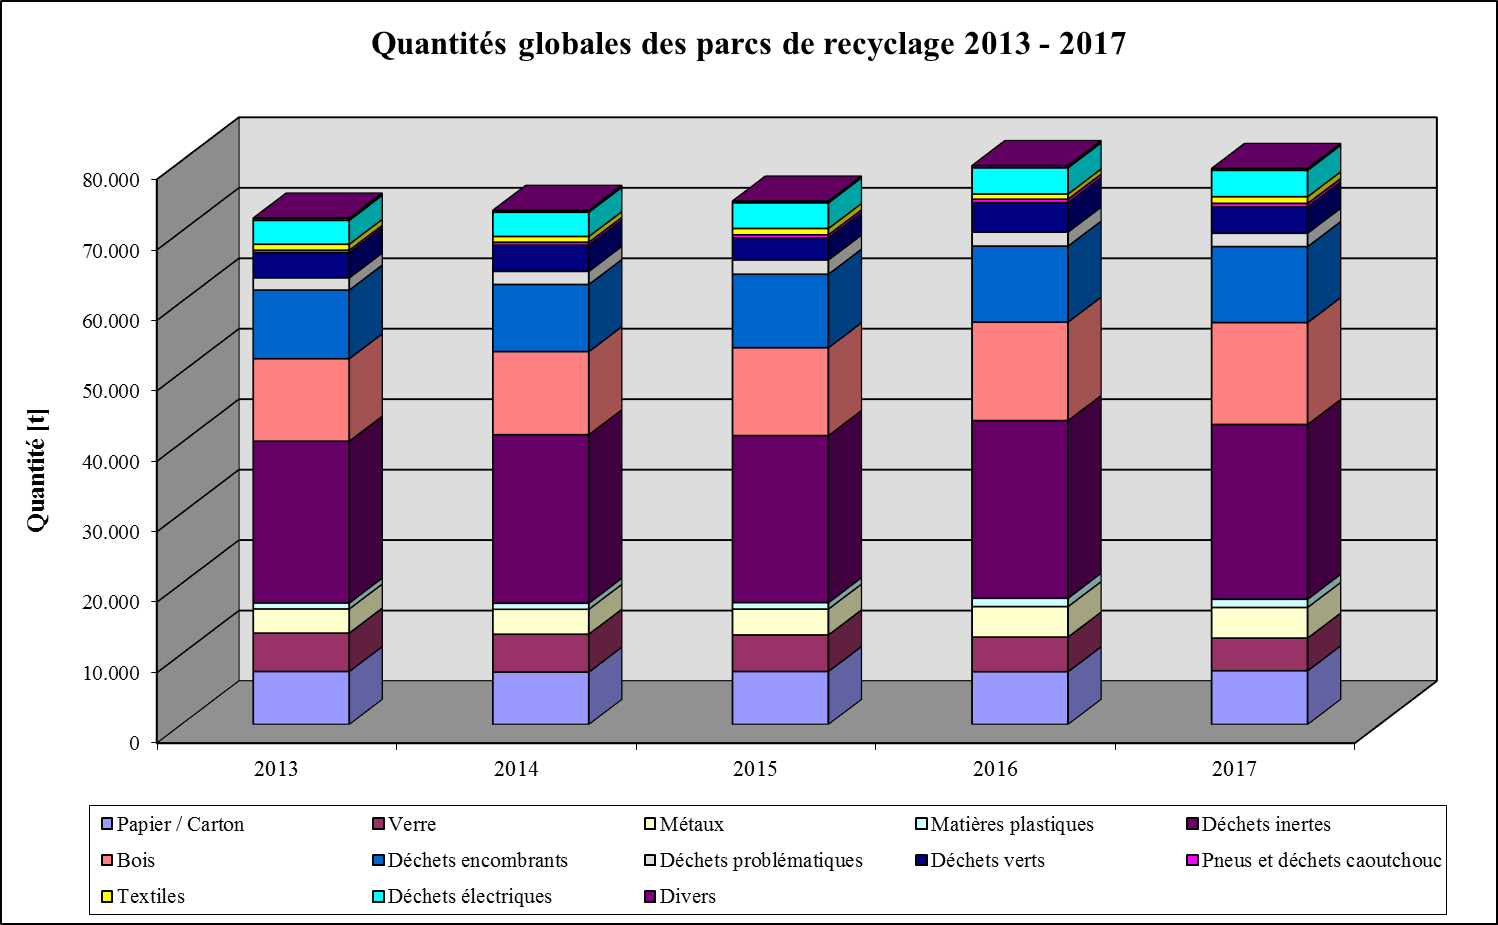 Quantités globales des parcs de recyclage 2013 - 2017
Quantité [t]
80.000
70.000
60.000
50.000
40.000
30.000
20.000
10.000
0
2013 2014 2015 2016 2017
Papier / Carton Verre Métaux Matières plastiques Déchets inertes
Bois Déchets encombrants Déchets problématiques Déchets verts Pneus et déchets caoutchouc
Textiles Déchets électriques Divers